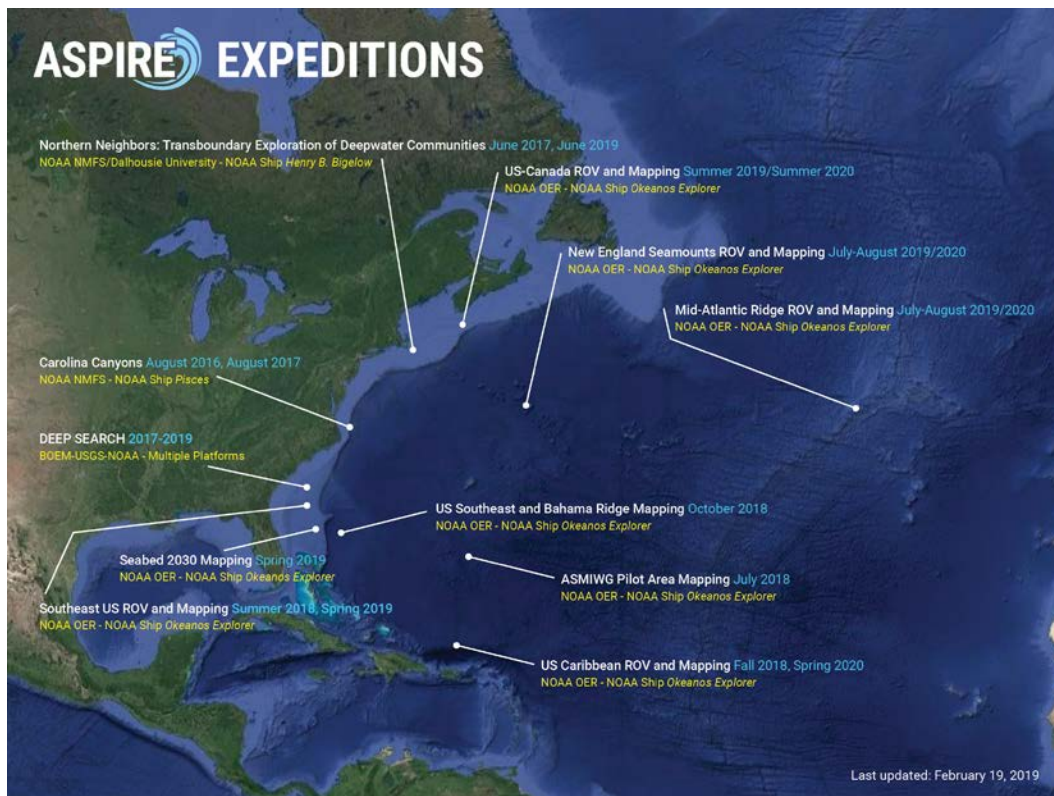 ASPIRE EXPEDITIONS
Northern Neighbors: Transboundary Exploration of Deepwater Communities June 2017, June 2019
NOAA NMFS/Dalhousie University - NOAA Ship Henry B. Bigelow
US-Canada ROV and Mapping Summer 2019/Summer 2020
NOAA OER - NOAA Ship Okeanos Explorer
New England Seamounts ROV and Mapping July-August 2019/2020
NOAA OER - NOAA Ship Okeanos Explorer
Mid-Atlantic Ridge ROV and Mapping July-August 2019/2020
NOAA OER - NOAA Ship Okeanos Explorer
Carolina Canyons August 2016, August 2017
NOAA NMFS - NOAA Ship Pisces
DEEP SEARCH 2017-2019
BOEM-USGS-NOAA - Multiple Platforms
US Southeast and Bahama Ridge Mapping October 2018
NOAA OER - NOAA Ship Okeanos Explorer
Seabed 2030 Mapping Spring 2019
NOAA OER - NOAA Ship Okeanos Explorer
ASMIWG Pilot Area Mapping July 2018
NOAA OER - NOAA Ship Okeanos Explorer
Southeast US ROV and Mapping Summer 2018, Spring 2019
NOAA OER - NOAA Ship Okeanos Explorer
US Caribbean ROV and Mapping Fall 2018, Spring 2020
NOAA OER - NOAA Ship Okeanos Explorer
Last updated: February 19, 2019